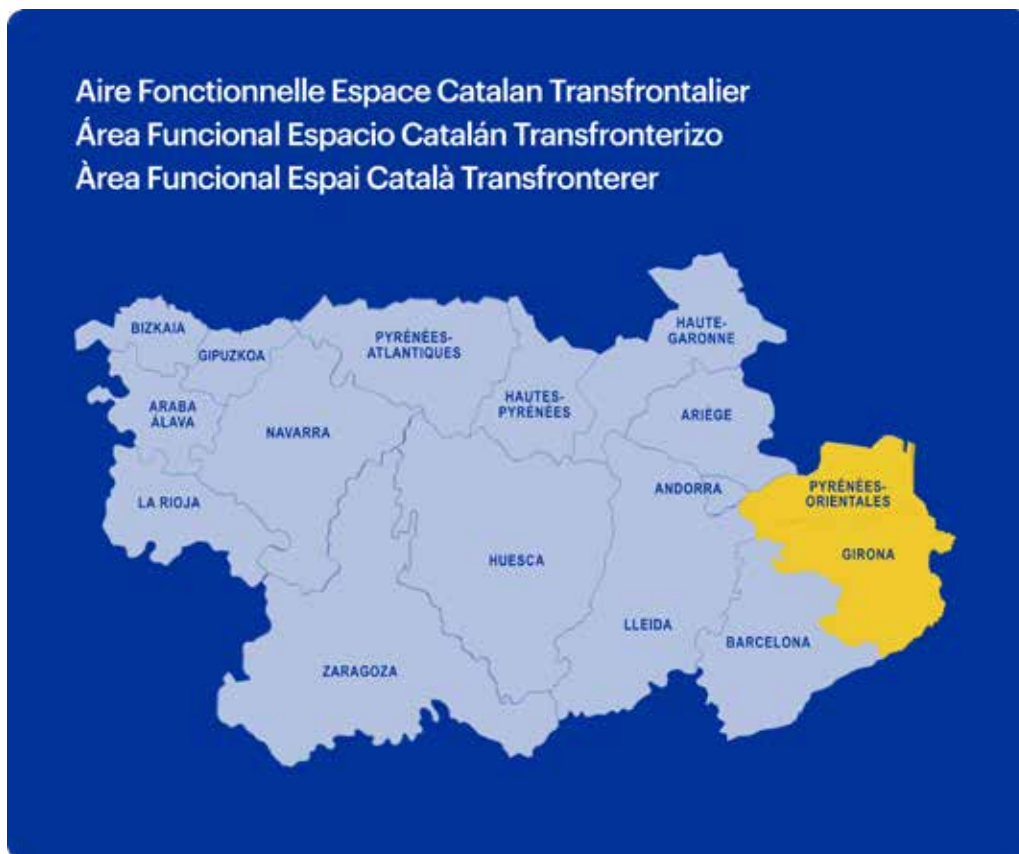 Aire Fonctionnelle Espace Catalan Transfrontalier
Área Funcional Espacio Catalán Transfronterizo
Àrea Funcional Espai Català Transfronterer
BIZKAIA
GIPUZKOA
PYRÉNÉES-
ATLANTIQUES
HAUTE-
GARONNE
ARABA
ÁLAVA
NAVARRA
HAUTES-
PYRÉNÉES
ARIÈGE
LA RIOJA
ANDORRA
PYRÉNÉES-
ORIENTALES
HUESCA
GIRONA
LLEIDA
BARCELONA
ZARAGOZA